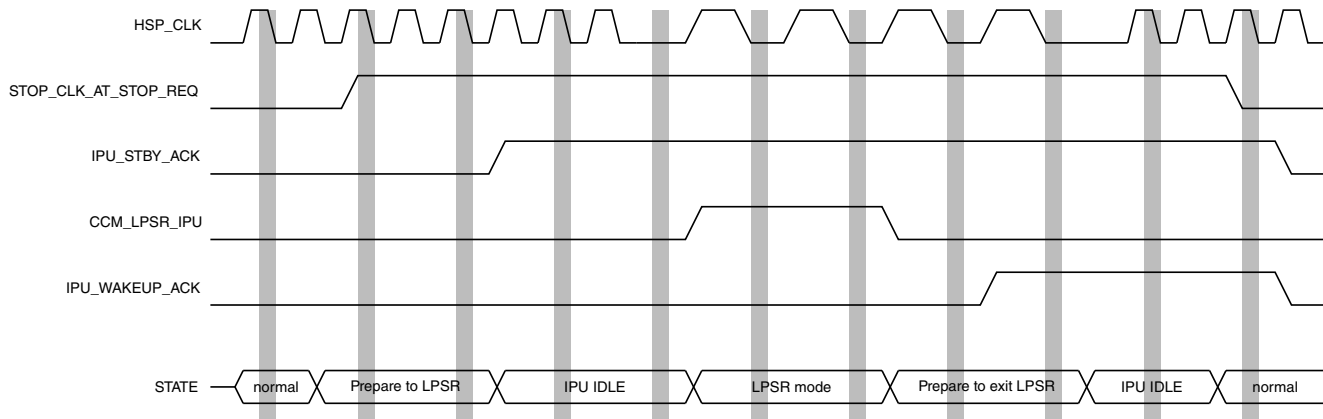 HSP_CLK
STOP_CLK_AT_STOP_REQ
IPU_STBY_ACK
CCM_LPSR_IPU
IPU_WAKEUP_ACK
STATE normal Prepare to LPSR IPU IDLE LPSR mode Prepare to exit LPSR IPU IDLE normal